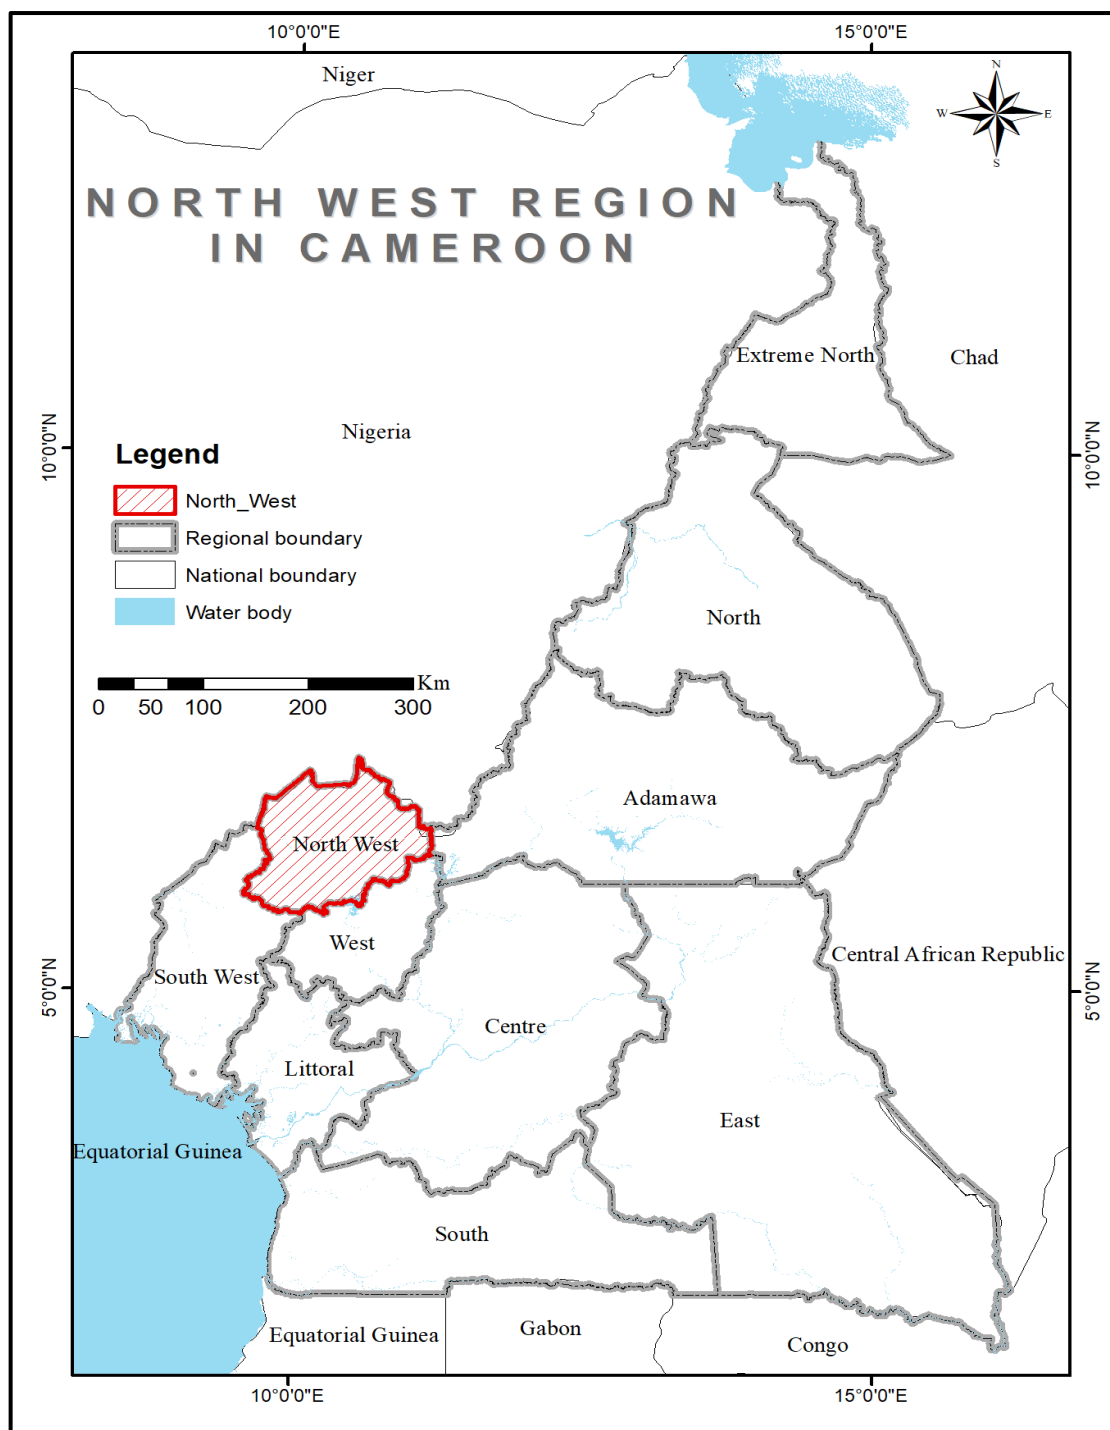 10°0'0"E
15°0'0"E
Niger
N
W
E
S
NORTH WEST REGION
IN CAMEROON
Extreme North
Chad
Nigeria
10°0'0"N
10°0'0"N
Legend
North_West
Regional boundary
National boundary
Water body
North
Km
0
50
100
200
300
Adamawa
North West
West
Central African Republic
South West
5°0'0"N
5°0'0"N
Centre
Littoral
East
Equatorial Guinea
South
Equatorial Guinea
Gabon
Congo
10°0'0"E
15°0'0"E